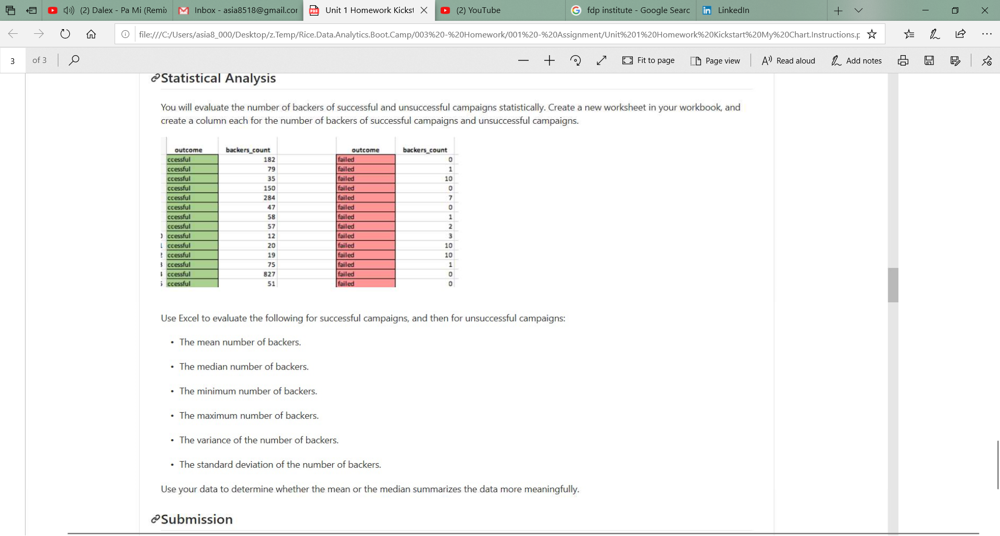 (2) Dalex - Pa Mi (Remix
Inbox - asia8518@gmail.com
Unit 1 Homework Kickst
(2) YouTube
fdp institute - Google Searc
LinkedIn
file:///C:/Users/asia8_000/Desktop/z.Temp/Rice.Data.Analytics.Boot.Camp/003%20-%20Homework/001%20-%20Assignment/Unit%201%20Homework%20Kickstart%20My%20Chart.Instructions.p
3 of 3
Fit to page
Page view
Read aloud
Add notes
Statistical Analysis
You will evaluate the number of backers of successful and unsuccessful campaigns statistically. Create a new worksheet in your workbook, and
create a column each for the number of backers of successful campaigns and unsuccessful campaigns.
outcome backers_count outcome backers_count
ccessful 182 failed 0
ccessful 79 failed 1
ccessful 35 failed 10
ccessful 150 failed 0
ccessful 284 failed 7
ccessful 47 failed 0
ccessful 58 failed 1
ccessful 57 failed 2
ccessful 12 failed 3
ccessful 20 failed 10
ccessful 19 failed 10
ccessful 75 failed 1
ccessful 827 failed 0
ccessful 51 failed 0
Use Excel to evaluate the following for successful campaigns, and then for unsuccessful campaigns:
• The mean number of backers.
• The median number of backers.
• The minimum number of backers.
• The maximum number of backers.
• The variance of the number of backers.
• The standard deviation of the number of backers.
Use your data to determine whether the mean or the median summarizes the data more meaningfully.
Submission